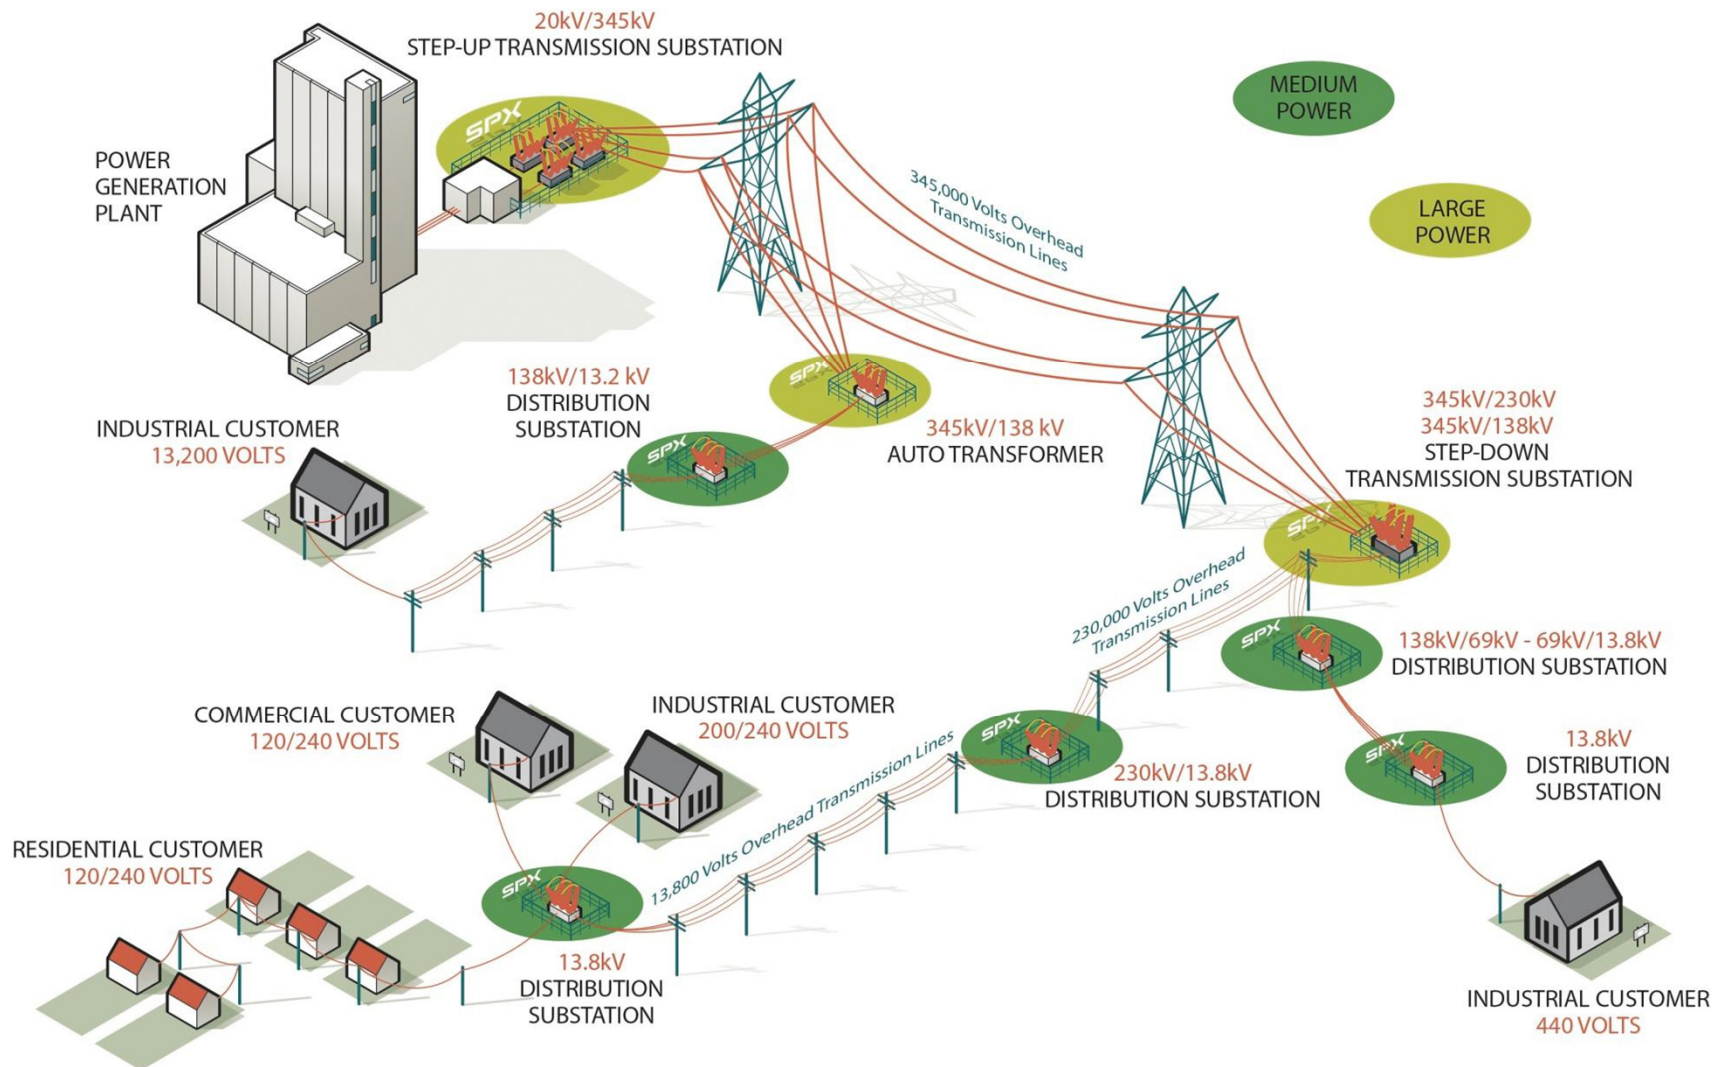 20kV/345kV
STEP-UP TRANSMISSION SUBSTATION
MEDIUM
POWER
SPX
POWER
GENERATION
PLANT
345,000 Volts Overhead
Transmission Lines
LARGE
POWER
138kV/13.2 kV
DISTRIBUTION
SUBSTATION
SPX
345kV/138 kV
AUTO TRANSFORMER
INDUSTRIAL CUSTOMER
13,200 VOLTS
SPX
345kV/230kV
345kV/138kV
STEP-DOWN
TRANSMISSION SUBSTATION
SPX
230,000 Volts Overhead
Transmission Lines
SPX
138kV/69kV - 69kV/13.8kV
DISTRIBUTION SUBSTATION
COMMERCIAL CUSTOMER
120/240 VOLTS
INDUSTRIAL CUSTOMER
200/240 VOLTS
SPX
230kV/13.8kV
DISTRIBUTION SUBSTATION
SPX
13.8kV
DISTRIBUTION
SUBSTATION
13,800 Volts Overhead Transmission Lines
RESIDENTIAL CUSTOMER
120/240 VOLTS
SPX
13.8kV
DISTRIBUTION
SUBSTATION
INDUSTRIAL CUSTOMER
440 VOLTS